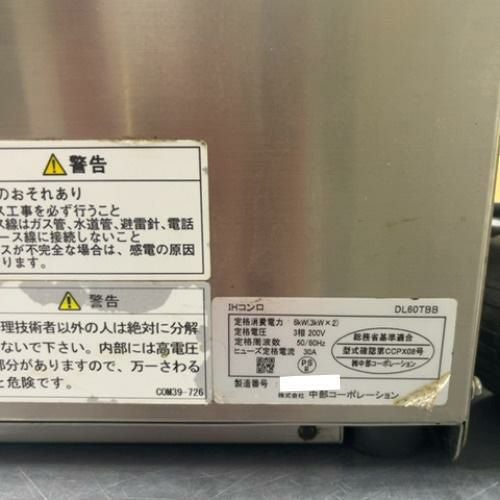 警告
のおそれあり
ス工事を必ず行うこと
ス線はガス管、水道管、避雷針、電話
ース線に接続しないこと
スが不完全な場合は、感電の原因
ります。
警告
理技術者以外の人は絶対に分解
ないで下さい。内部には高電圧
部分がありますので、万一さわる
と危険です。
COM39-726
IHコンロ DL60TBB
定格消費電力 6kW(3kW×2)
定格電圧 3相 200V
定格周波数 50/60Hz
ヒューズ定格電流 30A
総務省基準適合
型式確認第CCPX08号
㈱中部コーポレーション
PS
E
製造番号:
株式会社 中部コーポレーション